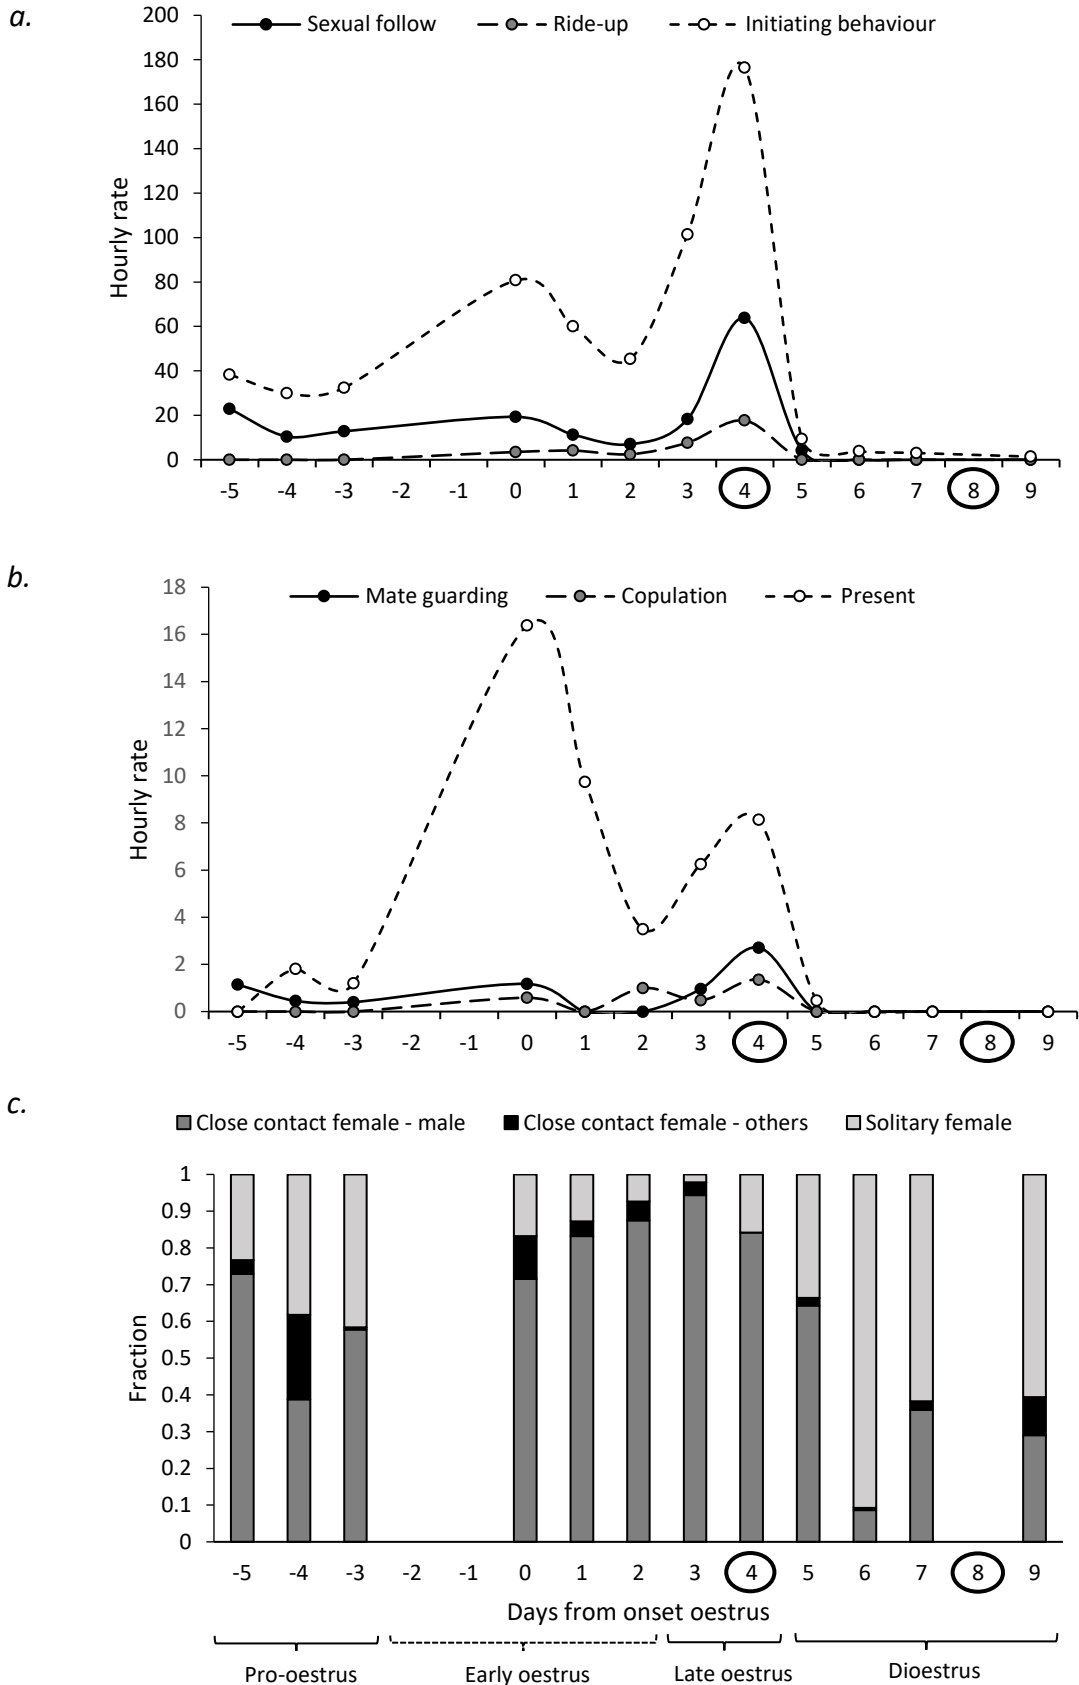 a.
Sexual follow Ride-up Initiating behaviour
200
180
160
140
120
100
80
60
40
20
0
Hourly rate
-5 -4 -3 -2 -1 0 1 2 3 4 5 6 7 8 9
b.
Mate guarding Copulation Present
18
16
14
12
10
8
6
4
2
0
Hourly rate
-5 -4 -3 -2 -1 0 1 2 3 4 5 6 7 8 9
c.
Close contact female - male Close contact female - others Solitary female
1
0.9
0.8
0.7
0.6
0.5
0.4
0.3
0.2
0.1
0
Fraction
-5 -4 -3 -2 -1 0 1 2 3 4 5 6 7 8 9
Days from onset oestrus
Pro-oestrus Early oestrus Late oestrus Dioestrus